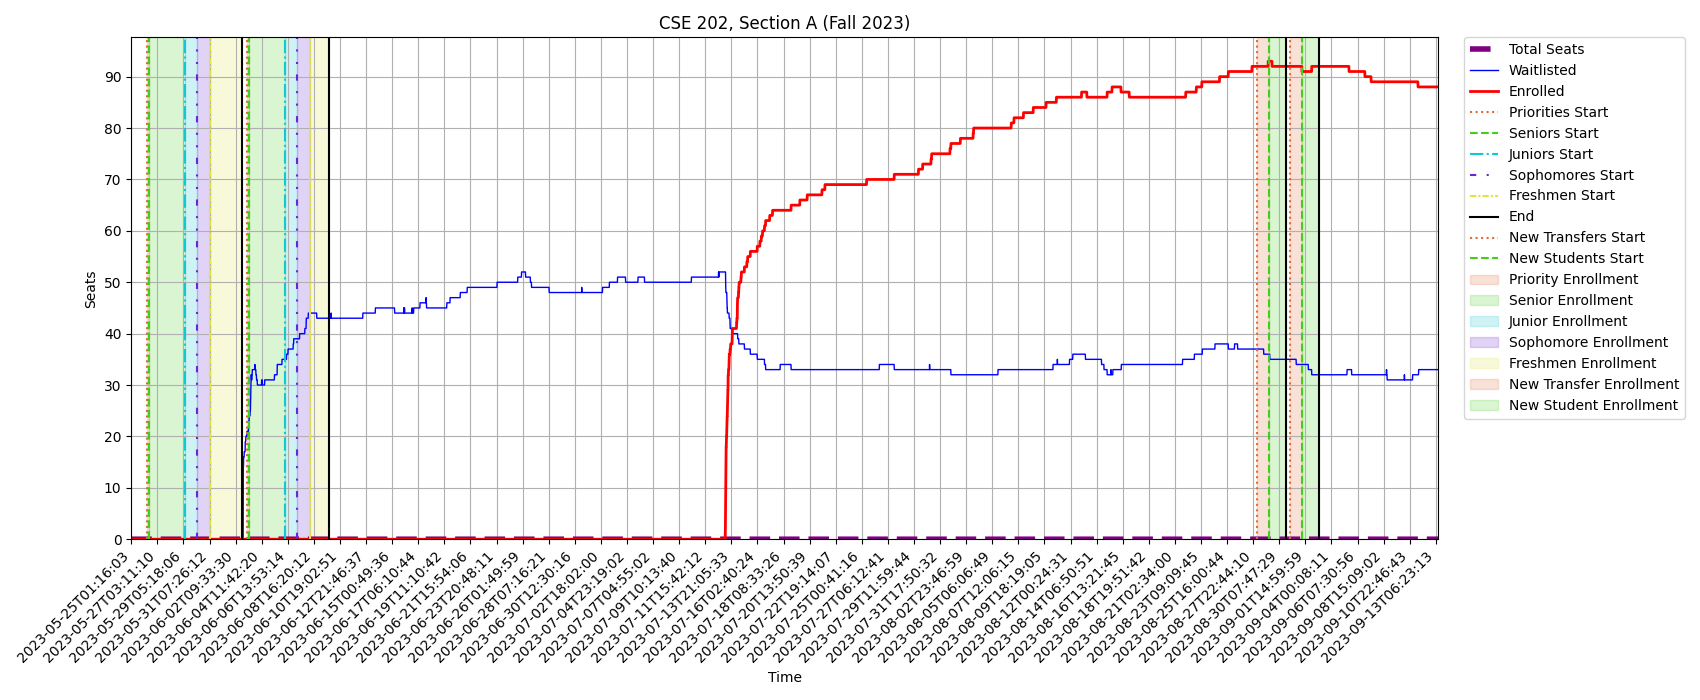 CSE 202, Section A (Fall 2023)
Seats
90
80
70
60
50
40
30
20
10
0
2023-05-25T01:16:03
2023-05-27T03:11:10
2023-05-29T05:18:06
2023-05-31T07:26:12
2023-06-02T09:33:30
2023-06-04T11:42:20
2023-06-06T13:53:14
2023-06-08T16:20:12
2023-06-10T19:02:51
2023-06-12T21:46:37
2023-06-15T00:49:36
2023-06-17T06:10:44
2023-06-19T11:10:42
2023-06-21T15:54:06
2023-06-23T20:48:11
2023-06-26T01:49:59
2023-06-28T07:16:21
2023-06-30T12:30:16
2023-07-02T18:02:00
2023-07-04T23:19:02
2023-07-07T04:55:02
2023-07-09T10:13:40
2023-07-11T15:42:12
2023-07-13T21:05:33
2023-07-16T02:40:24
2023-07-18T08:33:26
2023-07-20T13:50:39
2023-07-22T19:14:07
2023-07-25T00:41:16
2023-07-27T06:12:41
2023-07-29T11:59:44
2023-07-31T17:50:32
2023-08-02T23:46:59
2023-08-05T06:06:49
2023-08-07T12:06:15
2023-08-09T18:19:05
2023-08-12T00:24:31
2023-08-14T06:50:51
2023-08-16T13:21:45
2023-08-18T19:51:42
2023-08-21T02:34:00
2023-08-23T09:09:45
2023-08-25T16:00:44
2023-08-27T22:44:10
2023-08-30T07:47:29
2023-09-01T14:59:59
2023-09-04T00:08:11
2023-09-06T07:30:56
2023-09-08T15:09:02
2023-09-10T22:46:43
2023-09-13T06:23:13
Time
Total Seats
Waitlisted
Enrolled
Priorities Start
Seniors Start
Juniors Start
Sophomores Start
Freshmen Start
End
New Transfers Start
New Students Start
Priority Enrollment
Senior Enrollment
Junior Enrollment
Sophomore Enrollment
Freshmen Enrollment
New Transfer Enrollment
New Student Enrollment